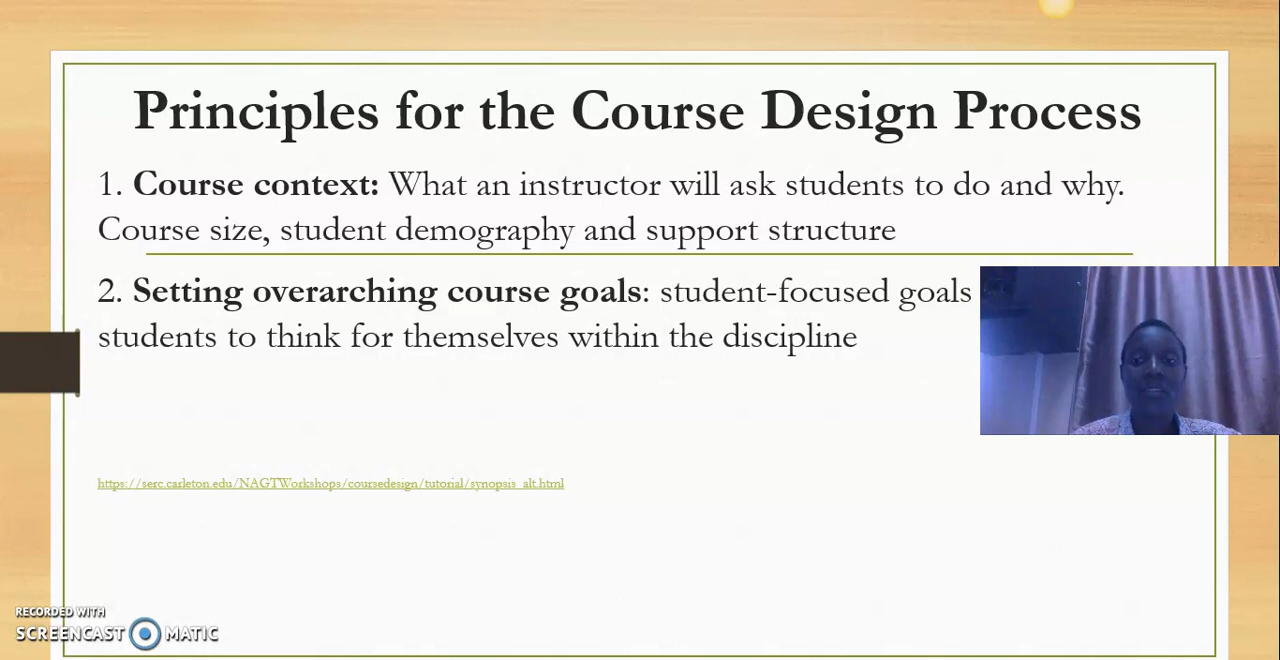 Principles for the Course Design Process
1. Course context: What an instructor will ask students to do and why.
Course size, student demography and support structure
2. Setting overarching course goals: student-focused goals
students to think for themselves within the discipline
https://serc.carleton.edu/NAGTWorkshops/coursedesign/tutorial/synopsis_alt.html
RECORDED WITH
SCREENCAST MATIC